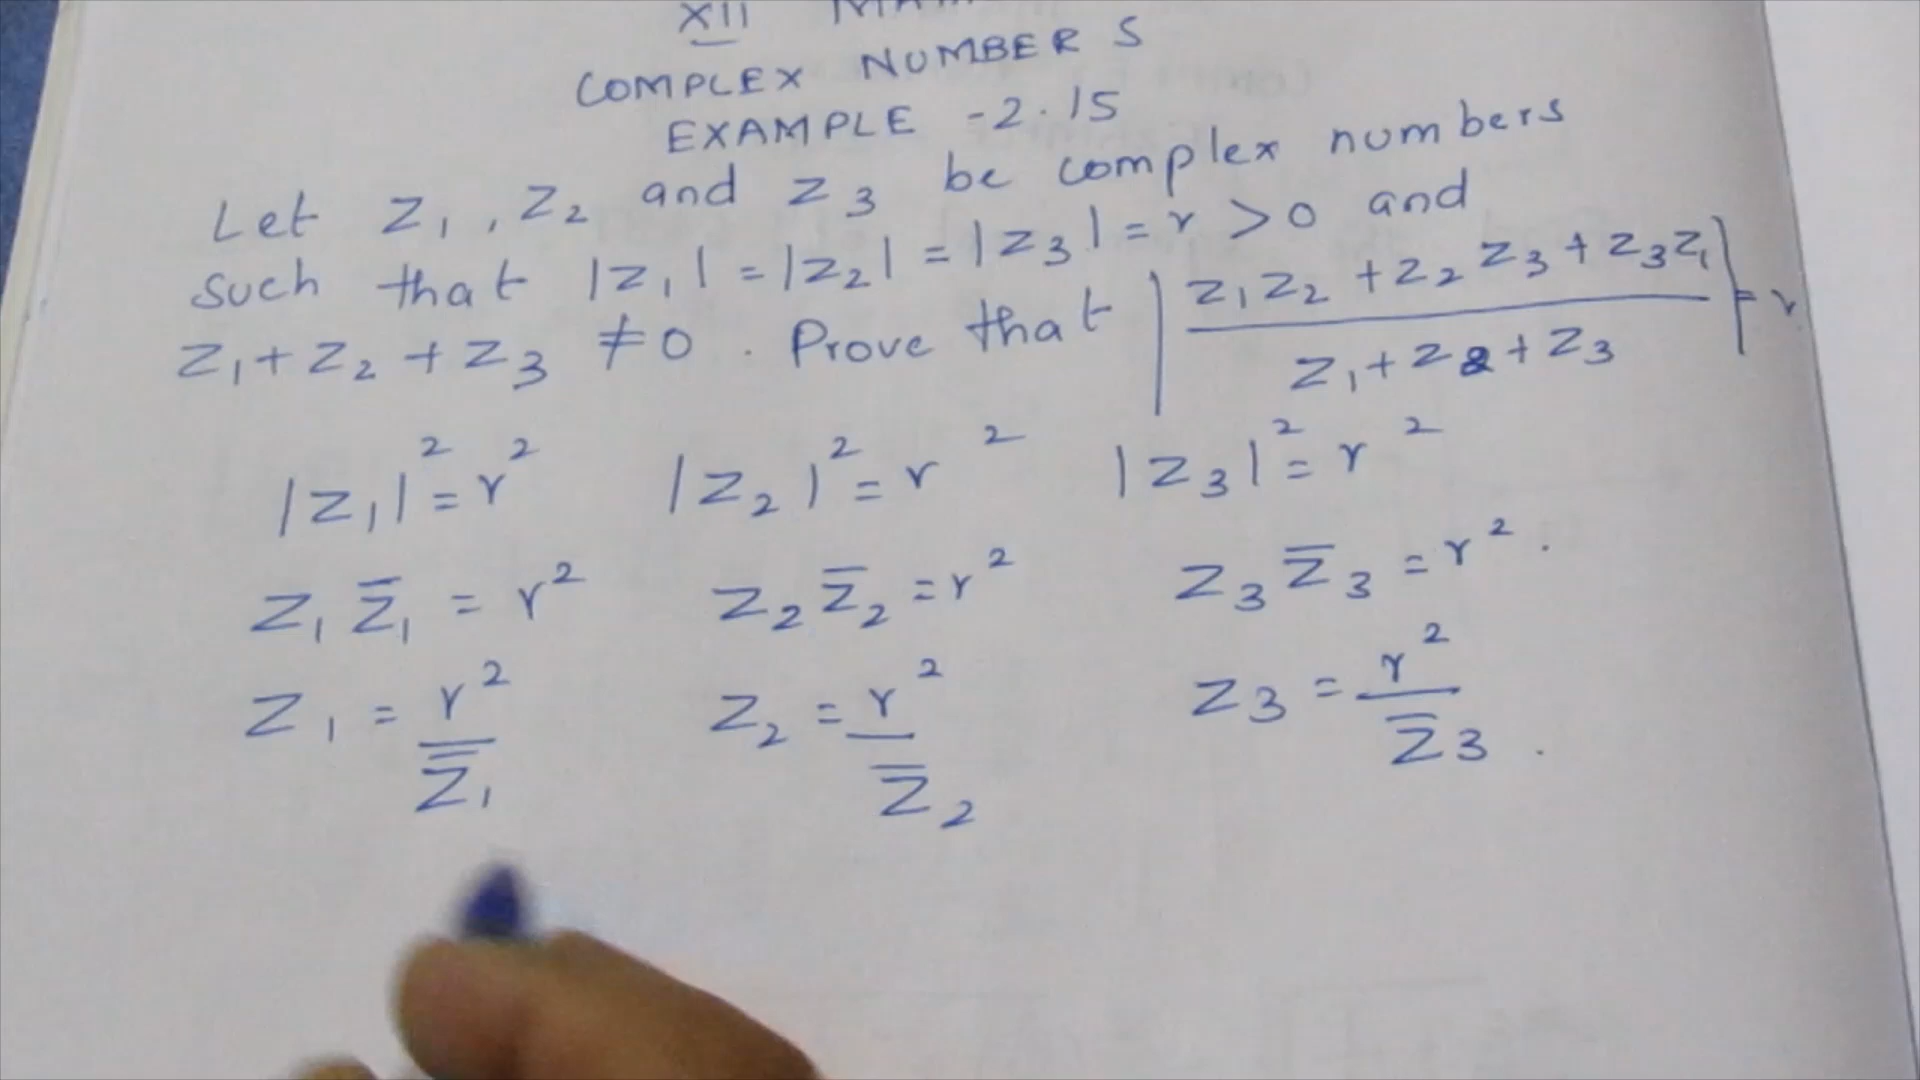 XII
COMPLEX NUMBERS
EXAMPLE -2.15
Let z₁, z₂ and z₃ be complex numbers
such that |z₁| = |z₂| = |z₃| = r > 0 and
z₁ + z₂ + z₃ ≠ 0. Prove that | (z₁z₂ + z₂z₃ + z₃z₁) / (z₁ + z₂ + z₃) | = r
|z₁|² = r² |z₂|² = r² |z₃|² = r²
z₁ z̄₁ = r² z₂ z̄₂ = r² z₃ z̄₃ = r².
z₁ = r² / z̄₁ z₂ = r² / z̄₂ z₃ = r² / z̄₃.